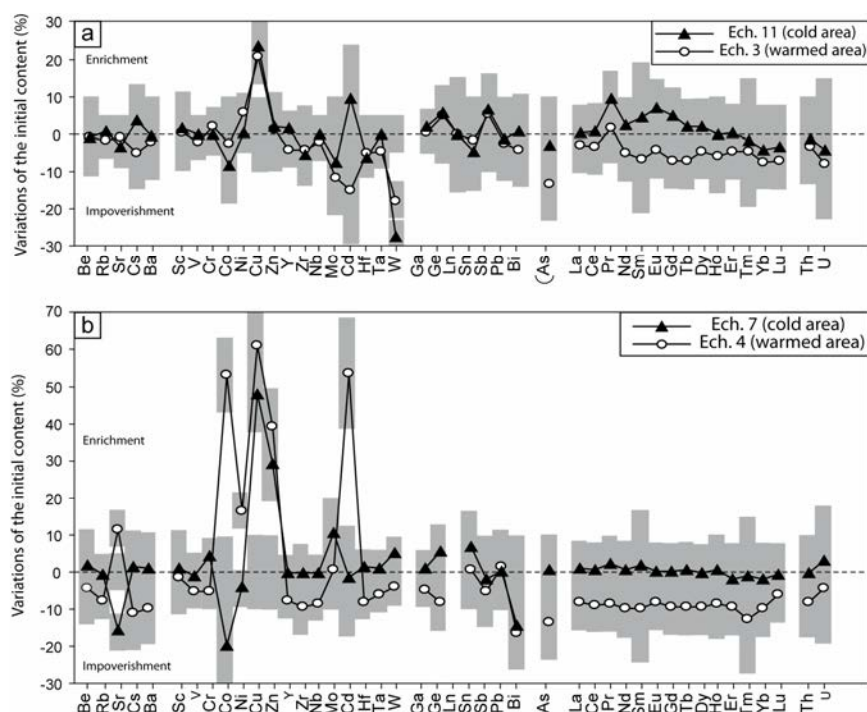 a
Ech. 11 (cold area)
Ech. 3 (warmed area)
Enrichment
Impoverishment
Variations of the initial content (%)
30
20
10
0
-10
-20
-30
Be Rb Sr Cs Ba Sc V Cr Co Ni Cu Zn Y Zr Nb Mo Cd Hf Ta W Ga Ge Ln Sn Sb Pb Bi (As La Ce Pr Nd Sm Eu Gd Tb Dy Ho Er Tm Yb Lu Th U
b
Ech. 7 (cold area)
Ech. 4 (warmed area)
Enrichment
Impoverishment
Variations of the initial content (%)
70
60
50
40
30
20
10
0
-10
-20
-30
Be Rb Sr Cs Ba Sc V Cr Co Ni Cu Zn Y Zr Nb Mo Cd Hf Ta W Ga Ge Ln Sn Sb Pb Bi As La Ce Pr Nd Sm Eu Gd Tb Dy Ho Er Tm Yb Lu Th U